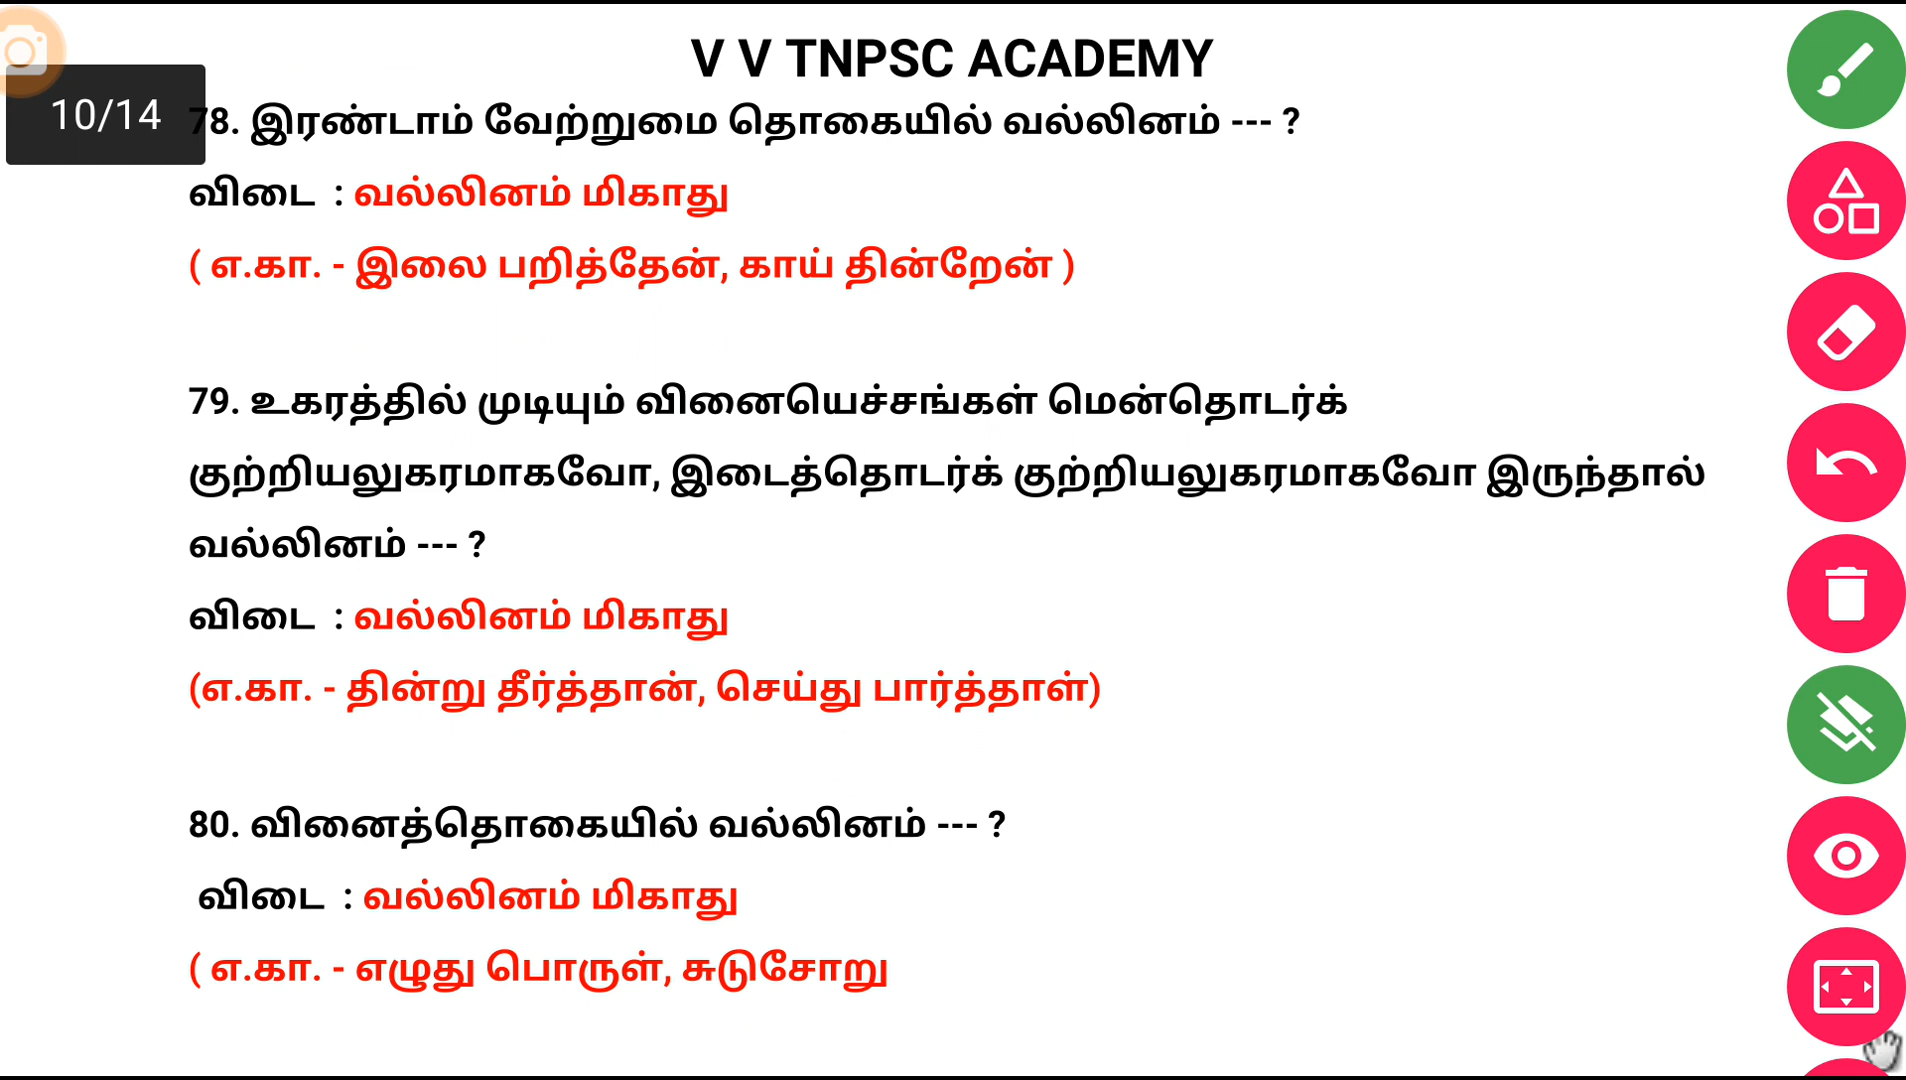 V V TNPSC ACADEMY
10/14
78. இரண்டாம் வேற்றுமை தொகையில் வல்லினம் --- ?
விடை : வல்லினம் மிகாது
( எ.கா. - இலை பறித்தேன், காய் தின்றேன் )
79. உகரத்தில் முடியும் வினையெச்சங்கள் மென்தொடர்க்
குற்றியலுகரமாகவோ, இடைத்தொடர்க் குற்றியலுகரமாகவோ இருந்தால்
வல்லினம் --- ?
விடை : வல்லினம் மிகாது
(எ.கா. - தின்று தீர்த்தான், செய்து பார்த்தாள்)
80. வினைத்தொகையில் வல்லினம் --- ?
விடை : வல்லினம் மிகாது
( எ.கா. - எழுது பொருள், சுடுசோறு